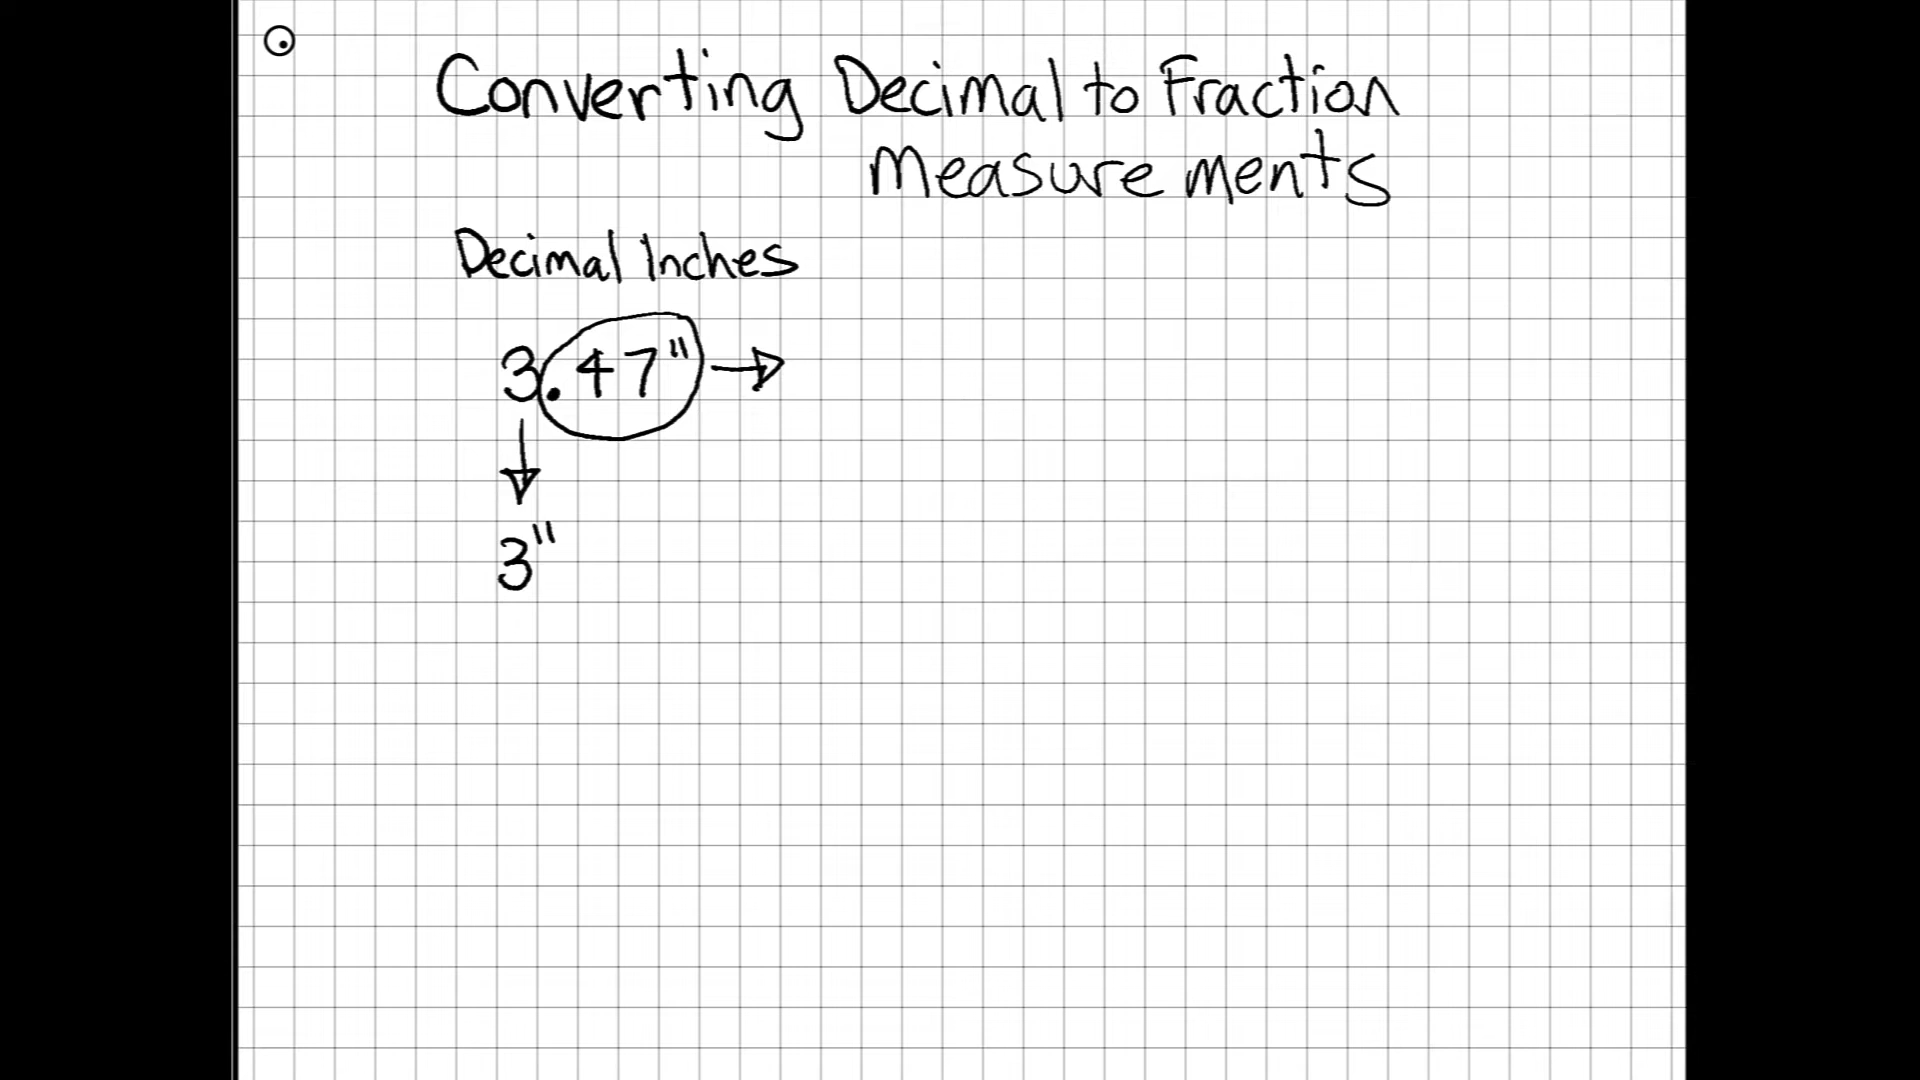 Converting Decimal to Fraction
Measurements
Decimal Inches
3.47"
3"